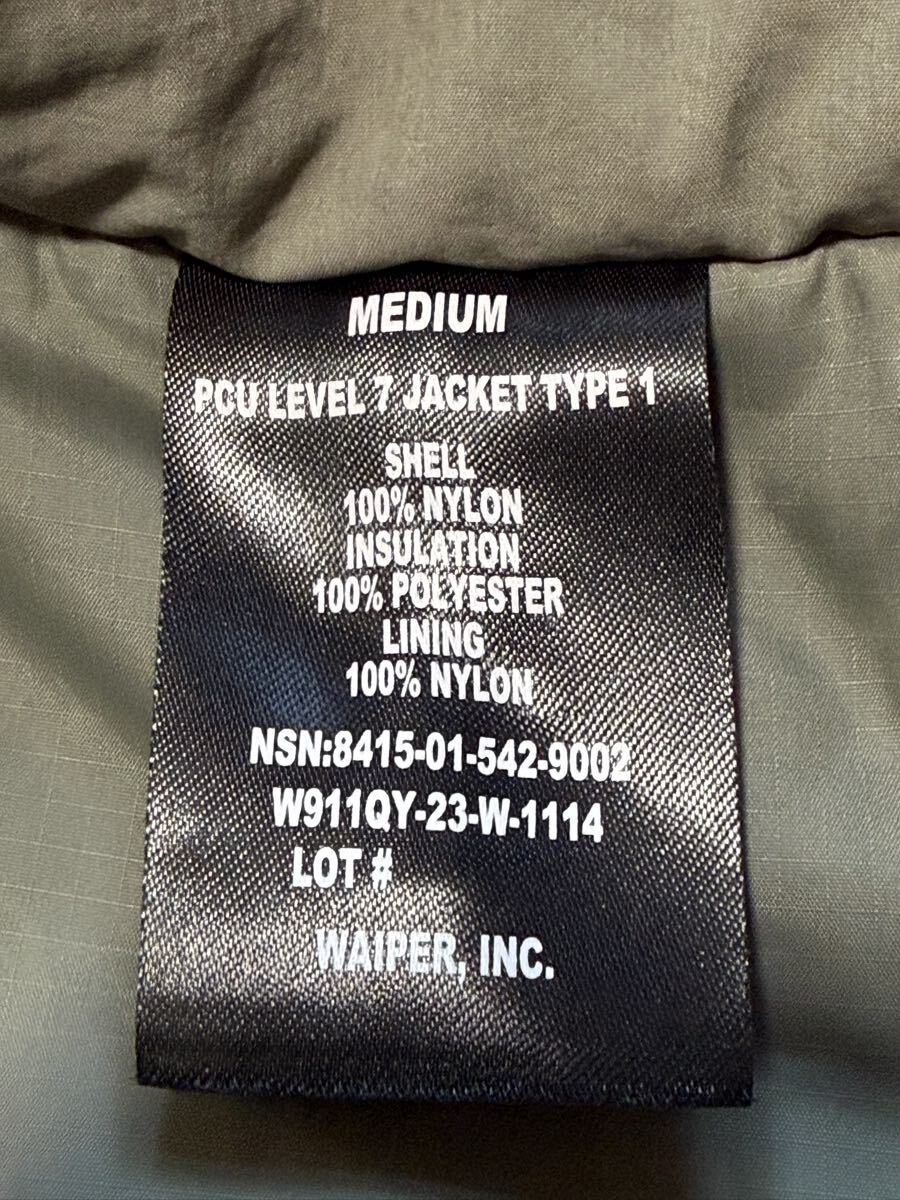 MEDIUM
PCU LEVEL 7 JACKET TYPE 1
SHELL
100% NYLON
INSULATION
100% POLYESTER
LINING
100% NYLON
NSN:8415-01-542-9002
W911QY-23-W-1114
LOT #
WAIPER, INC.